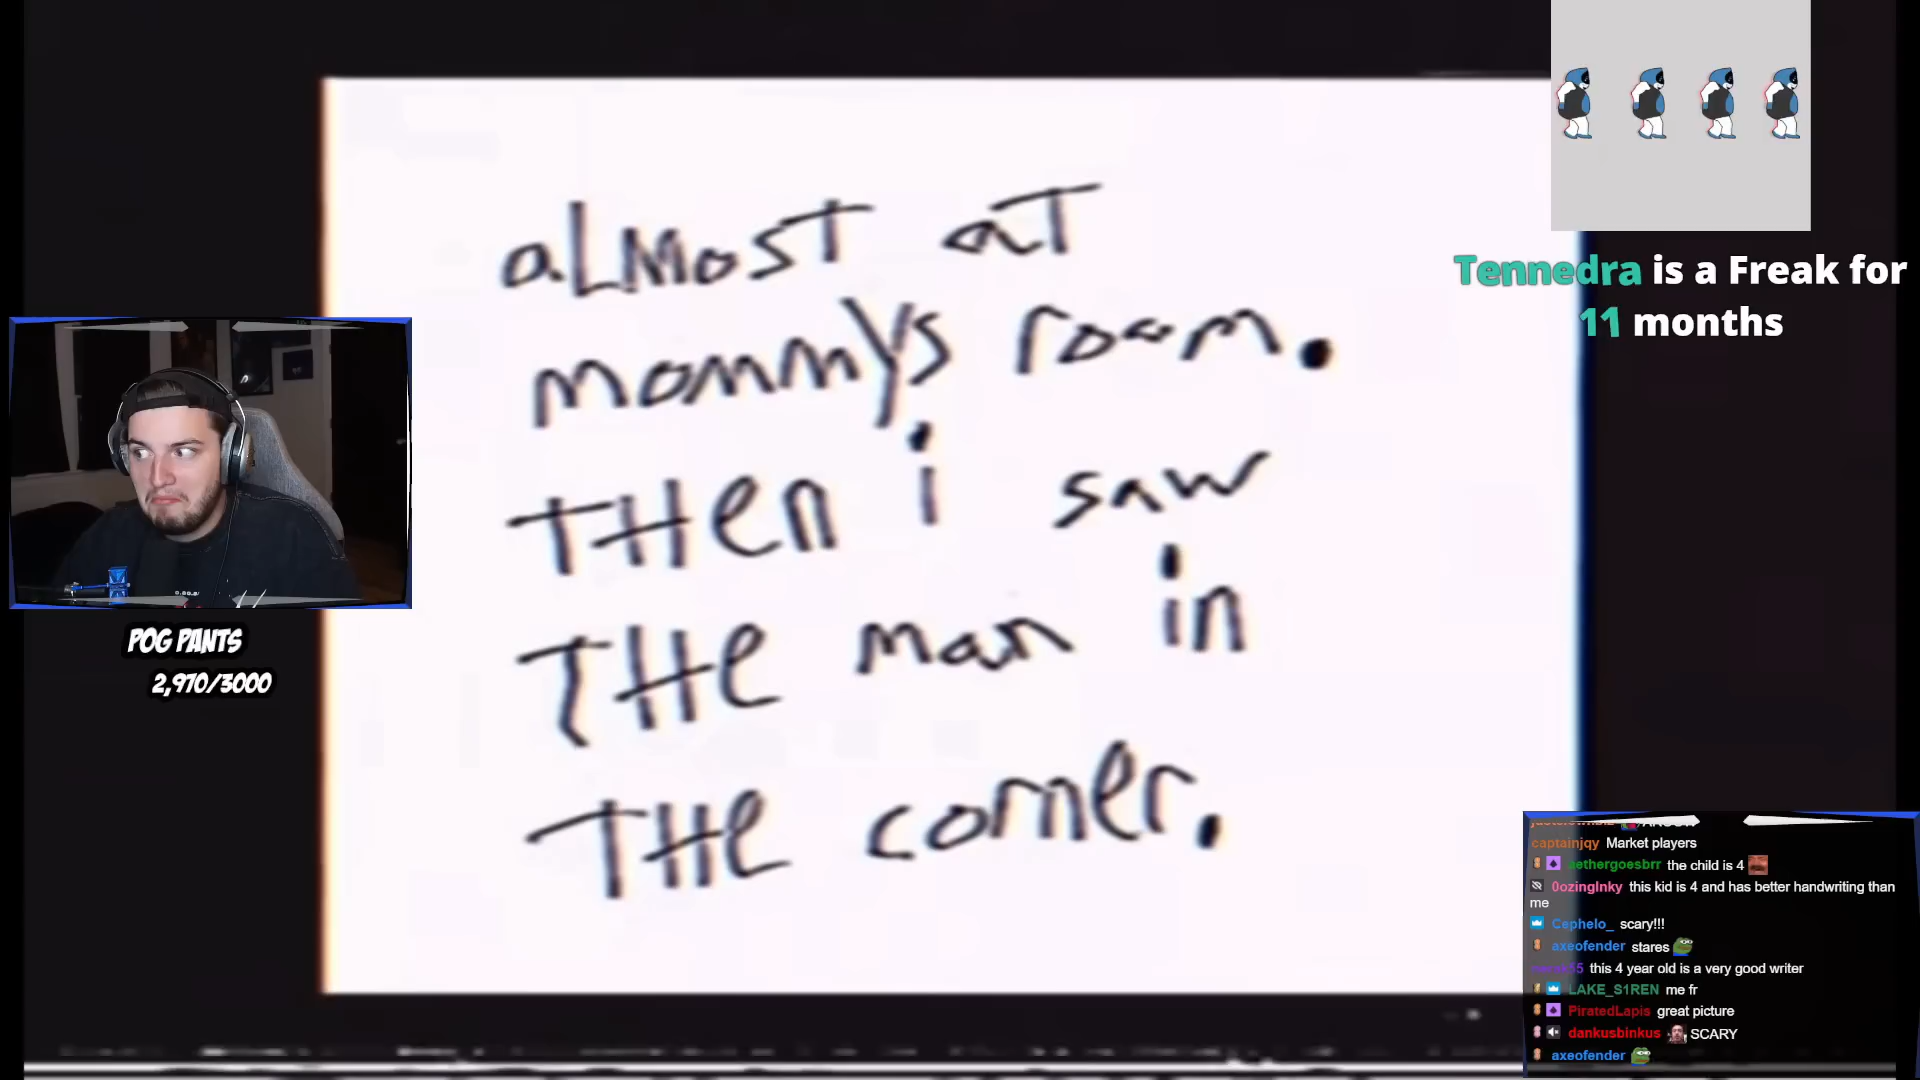 aLMosT aT
mommys room.
THen i saw
THe man in
THe corner.
Tennedra is a Freak for
11 months
POG PANTS
2,970/3000
captainjqy Market players
aethergoesbrr the child is 4
0ozingInky this kid is 4 and has better handwriting than
me
Cephelo_ scary!!!
axeofender stares
this 4 year old is a very good writer
LAKE_S1REN me fr
PiratedLapis great picture
dankusbinkus SCARY
axeofender